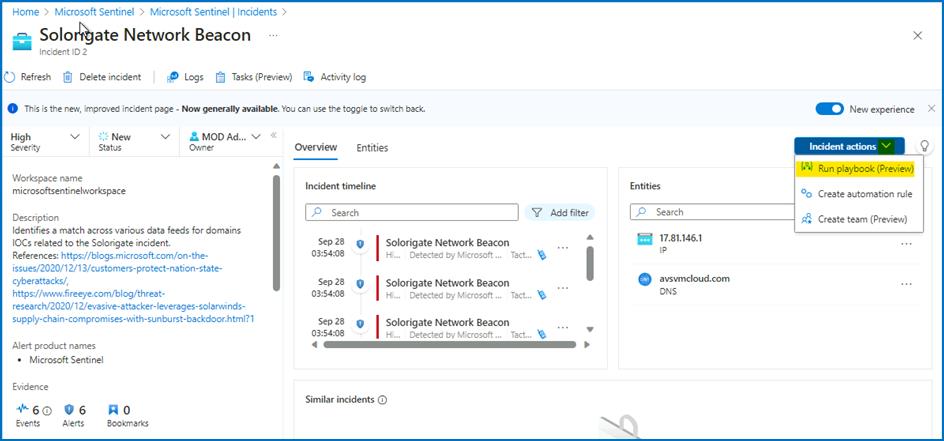 Home > Microsoft Sentinel > Microsoft Sentinel | Incidents >
Solorigate Network Beacon ...
Incident ID 2
Refresh Delete incident Logs Tasks (Preview) Activity log
This is the new, improved incident page - Now generally available. You can use the toggle to switch back. New experience
High
Severity
New
Status
MOD Ad...
Owner
Workspace name
microsoftsentinelworkspace
Description
Identifies a match across various data feeds for domains
IOCs related to the Solorigate incident.
References: https://blogs.microsoft.com/on-the-
issues/2020/12/13/customers-protect-nation-state-
cyberattacks/,
https://www.fireeye.com/blog/threat-
research/2020/12/evasive-attacker-leverages-solarwinds-
supply-chain-compromises-with-sunburst-backdoor.html?1
Alert product names
• Microsoft Sentinel
Evidence
6
Events
6
Alerts
0
Bookmarks
Overview Entities
Incident actions
Run playbook (Preview)
Create automation rule
Create team (Preview)
Incident timeline
Search Add filter
Sep 28
03:54:08
Solorigate Network Beacon
Hi... Detected by Microsoft ... Tact...
Sep 28
03:54:08
Solorigate Network Beacon
Hi... Detected by Microsoft ... Tact...
Sep 28
03:54:08
Solorigate Network Beacon
Hi... Detected by Microsoft ... Tact...
Entities
Search
17.81.146.1
IP
avsvmcloud.com
DNS
Similar incidents